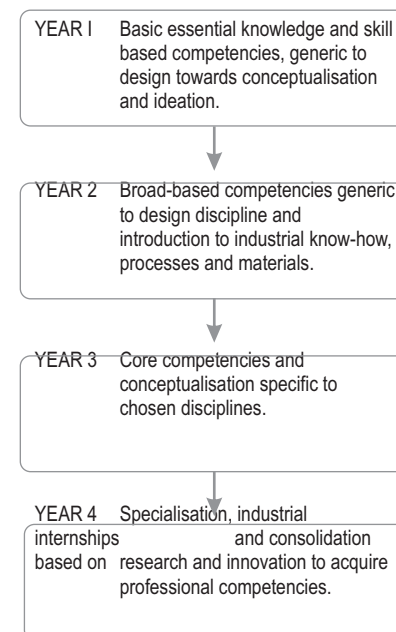 YEAR I Basic essential knowledge and skill
based competencies, generic to
design towards conceptualisation
and ideation.
YEAR 2 Broad-based competencies generic
to design discipline and
introduction to industrial know-how,
processes and materials.
YEAR 3 Core competencies and
conceptualisation specific to
chosen disciplines.
YEAR 4 Specialisation, industrial
internships and consolidation
based on research and innovation to acquire
professional competencies.